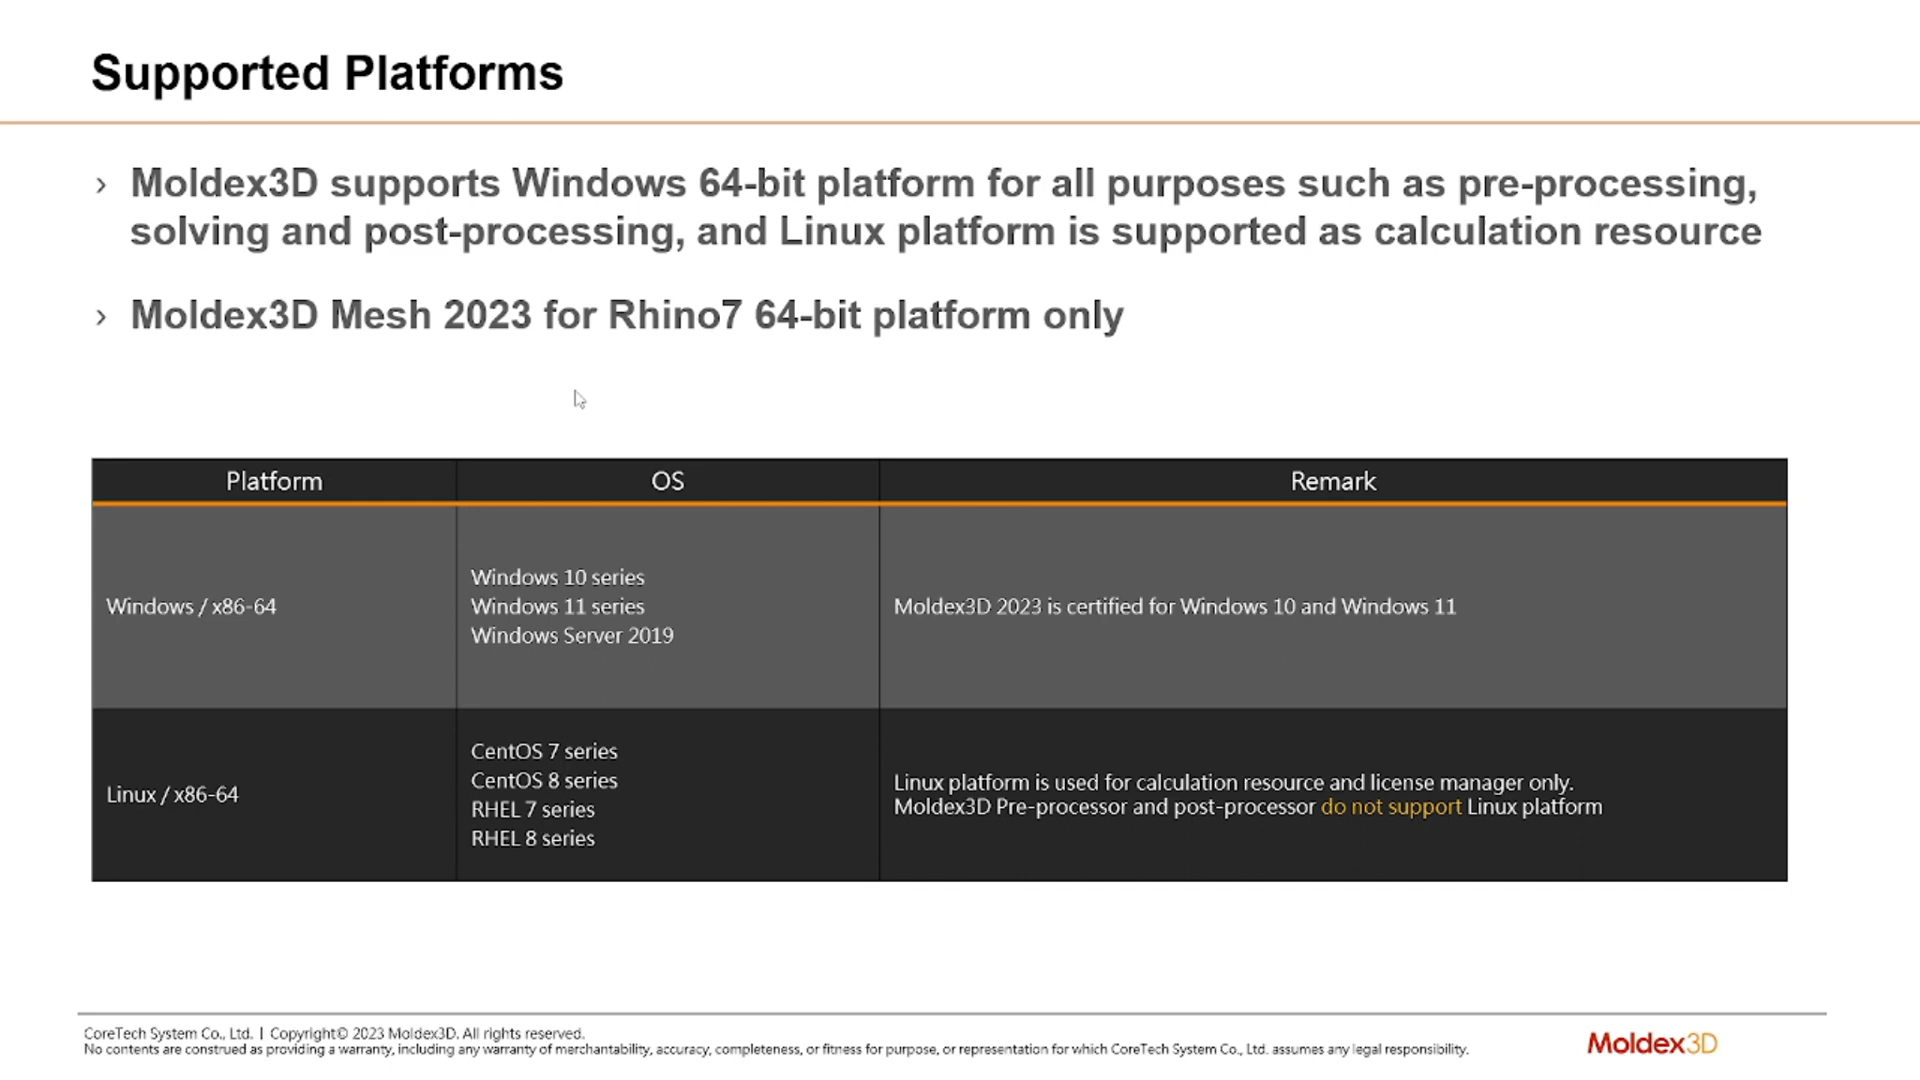 Supported Platforms
› Moldex3D supports Windows 64-bit platform for all purposes such as pre-processing,
solving and post-processing, and Linux platform is supported as calculation resource
› Moldex3D Mesh 2023 for Rhino7 64-bit platform only
Platform OS Remark
Windows / x86-64
Windows 10 series
Windows 11 series
Windows Server 2019
Moldex3D 2023 is certified for Windows 10 and Windows 11
Linux / x86-64
CentOS 7 series
CentOS 8 series
RHEL 7 series
RHEL 8 series
Linux platform is used for calculation resource and license manager only.
Moldex3D Pre-processor and post-processor do not support Linux platform
CoreTech System Co., Ltd. | Copyright© 2023 Moldex3D. All rights reserved.
No contents are construed as providing a warranty, including any warranty of merchantability, accuracy, completeness, or fitness for purpose, or representation for which CoreTech System Co., Ltd. assumes any legal responsibility.
Moldex3D